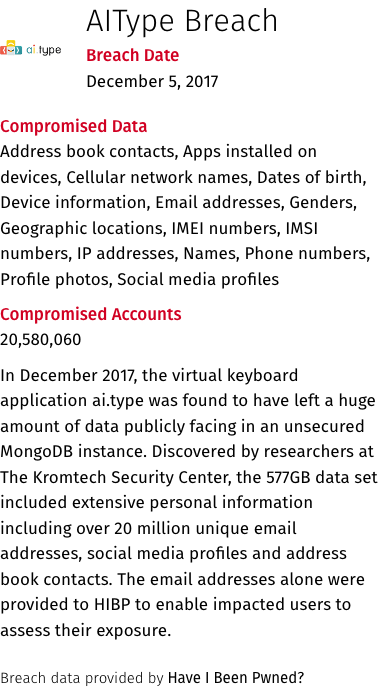 AIType Breach
ai type
Breach Date
December 5, 2017
Compromised Data
Address book contacts, Apps installed on
devices, Cellular network names, Dates of birth,
Device information, Email addresses, Genders,
Geographic locations, IMEI numbers, IMSI
numbers, IP addresses, Names, Phone numbers,
Profile photos, Social media profiles
Compromised Accounts
20,580,060
In December 2017, the virtual keyboard
application ai.type was found to have left a huge
amount of data publicly facing in an unsecured
MongoDB instance. Discovered by researchers at
The Kromtech Security Center, the 577GB data set
included extensive personal information
including over 20 million unique email
addresses, social media profiles and address
book contacts. The email addresses alone were
provided to HIBP to enable impacted users to
assess their exposure.
Breach data provided by Have I Been Pwned?